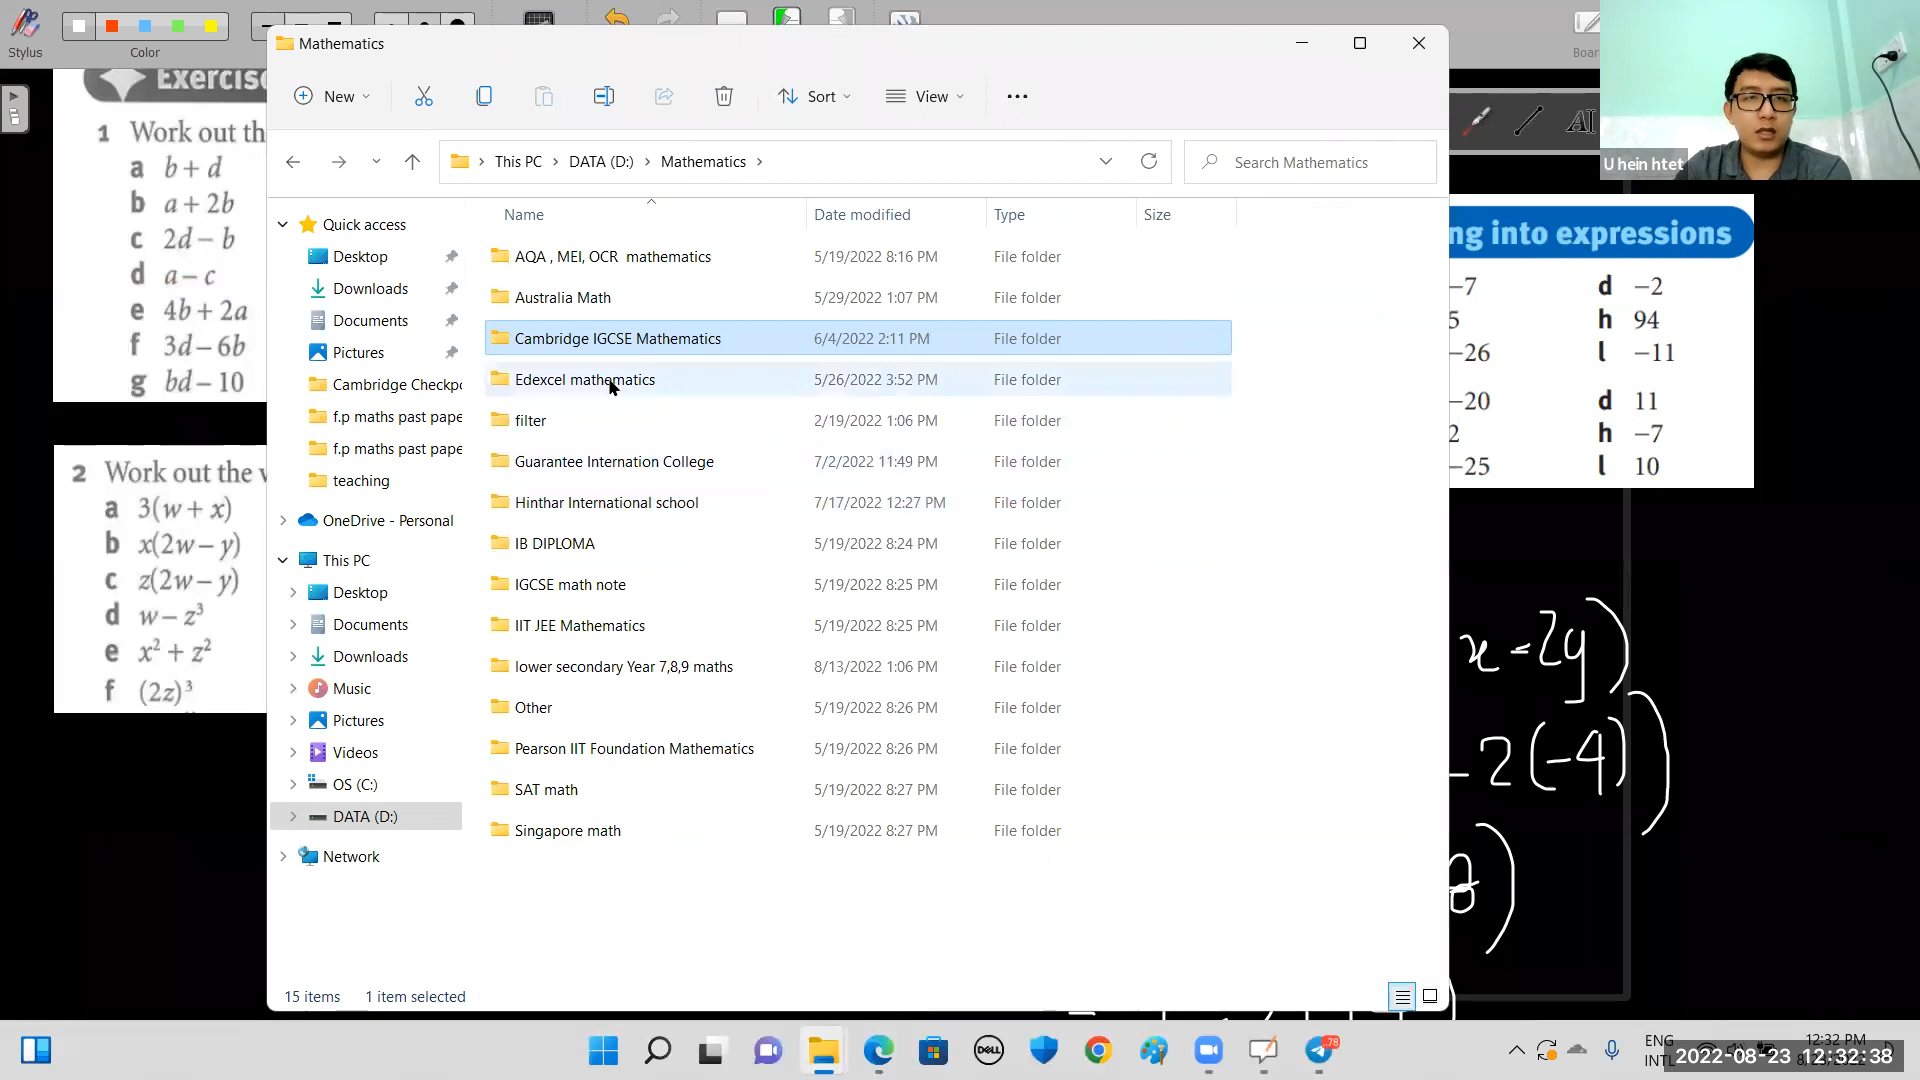 Stylus
Color
Boar
U hein htet
Exercise
1 Work out th
a b + d
b a + 2b
c 2d – b
d a – c
e 4b + 2a
f 3d – 6b
g bd – 10
2 Work out the v
a 3(w + x)
b x(2w – y)
c z(2w – y)
d w – z³
e x² + z²
f (2z)³
Mathematics
New
Sort
View
This PC > DATA (D:) > Mathematics >
Search Mathematics
Quick access
Desktop
Downloads
Documents
Pictures
Cambridge Checkpo
f.p maths past pape
f.p maths past pape
teaching
OneDrive - Personal
This PC
Desktop
Documents
Downloads
Music
Pictures
Videos
OS (C:)
DATA (D:)
Network
Name Date modified Type Size
AQA , MEI, OCR mathematics 5/19/2022 8:16 PM File folder
Australia Math 5/29/2022 1:07 PM File folder
Cambridge IGCSE Mathematics 6/4/2022 2:11 PM File folder
Edexcel mathematics 5/26/2022 3:52 PM File folder
filter 2/19/2022 1:06 PM File folder
Guarantee Internation College 7/2/2022 11:49 PM File folder
Hinthar International school 7/17/2022 12:27 PM File folder
IB DIPLOMA 5/19/2022 8:24 PM File folder
IGCSE math note 5/19/2022 8:25 PM File folder
IIT JEE Mathematics 5/19/2022 8:25 PM File folder
lower secondary Year 7,8,9 maths 8/13/2022 1:06 PM File folder
Other 5/19/2022 8:26 PM File folder
Pearson IIT Foundation Mathematics 5/19/2022 8:26 PM File folder
SAT math 5/19/2022 8:27 PM File folder
Singapore math 5/19/2022 8:27 PM File folder
15 items 1 item selected
ng into expressions
–7 d –2
5 h 94
–26 l –11
–20 d 11
2 h –7
–25 l 10
x – 2y)
– 2(–4))
8)
DELL
78
ENG
INTL
12:32 PM
2022-08-23 12:32:38